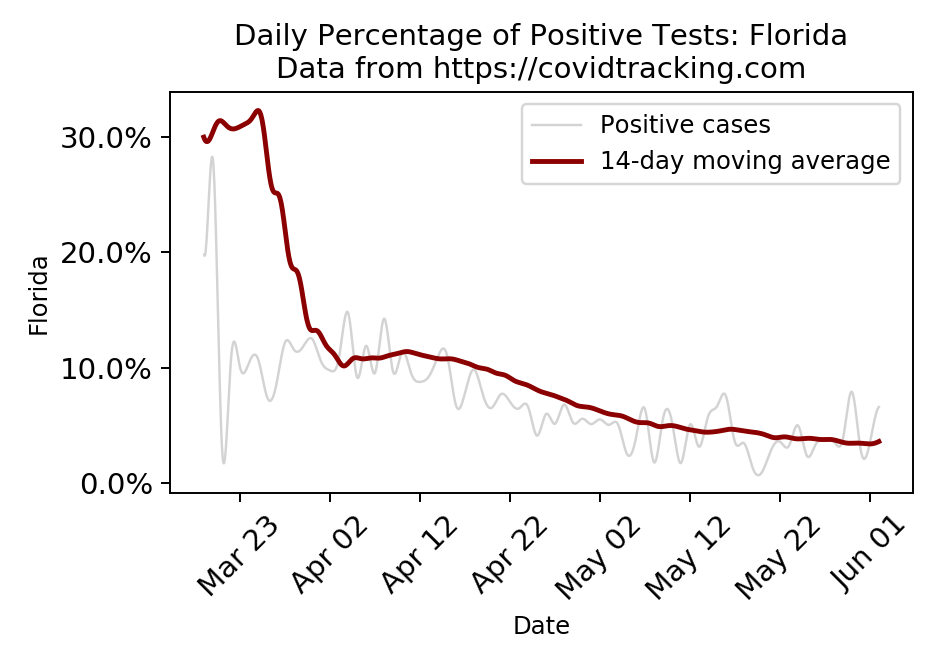 Daily Percentage of Positive Tests: Florida
Data from https://covidtracking.com
Positive cases
14-day moving average
30.0%
20.0%
10.0%
0.0%
Florida
Mar 23
Apr 02
Apr 12
Apr 22
May 02
May 12
May 22
Jun 01
Date